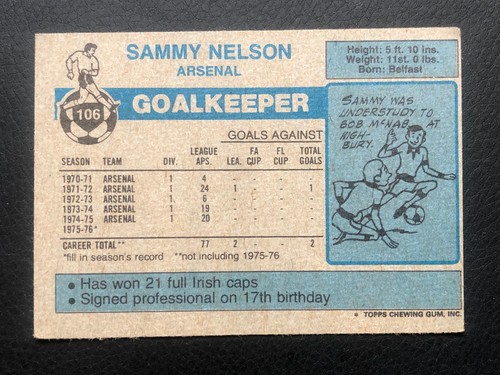 SAMMY NELSON
ARSENAL
Height: 5 ft. 10 ins.
Weight: 11st. 0 lbs.
Born: Belfast
106
GOALKEEPER
GOALS AGAINST
SEASON TEAM DIV. LEAGUE APS. LEA. FA CUP FL CUP TOTAL GOALS
1970-71 ARSENAL 1 4
1971-72 ARSENAL 1 24 1 1
1972-73 ARSENAL 1 6
1973-74 ARSENAL 1 19
1974-75 ARSENAL 1 20
1975-76*
CAREER TOTAL** 77 2 2
*fill in season's record **not including 1975-76
SAMMY WAS
UNDERSTUDY TO
BOB McNAB AT
HIGH-
BURY.
• Has won 21 full Irish caps
• Signed professional on 17th birthday
* TOPPS CHEWING GUM, INC.